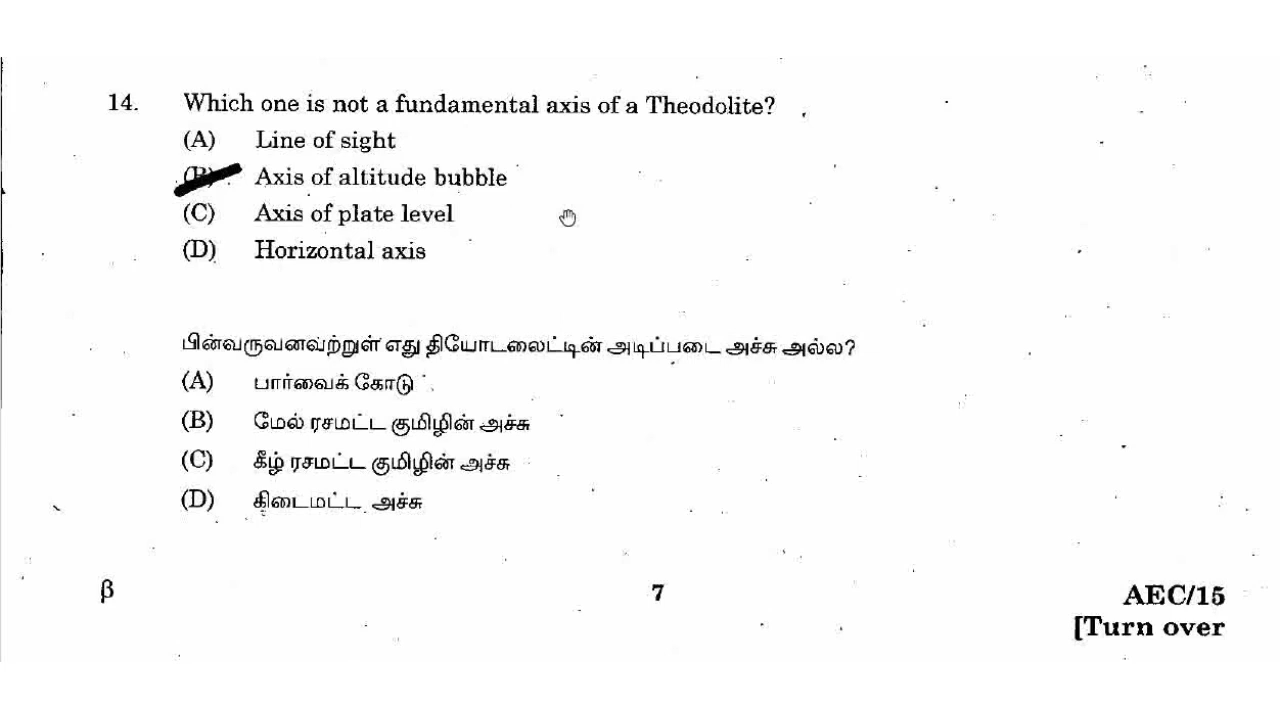 14. Which one is not a fundamental axis of a Theodolite?
(A) Line of sight
(B) Axis of altitude bubble
(C) Axis of plate level
(D) Horizontal axis
பின்வருவனவற்றுள் எது தியோடலைட்டின் அடிப்படை அச்சு அல்ல?
(A) பார்வைக் கோடு
(B) மேல் ரசமட்ட குமிழின் அச்சு
(C) கீழ் ரசமட்ட குமிழின் அச்சு
(D) கிடைமட்ட அச்சு
β 7 AEC/15
[Turn over